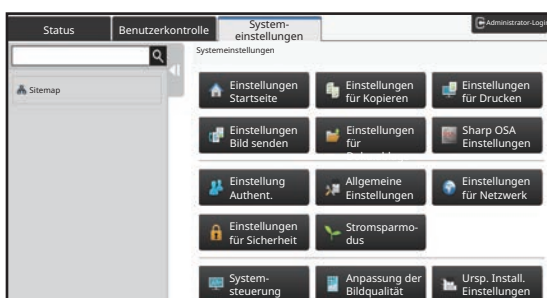 Status
Benutzerkontrolle
System-
einstellungen
Administrator-Login
Systemeinstellungen
Sitemap
Einstellungen
Startseite
Einstellungen
für Kopieren
Einstellungen
für Drucken
Einstellungen
Bild senden
Einstellungen
für
Sharp OSA
Einstellungen
Einstellung
Authent.
Allgemeine
Einstellungen
Einstellungen
für Netzwerk
Einstellungen
für Sicherheit
Stromsparmo-
dus
System-
steuerung
Anpassung der
Bildqualität
Ursp. Install.
Einstellungen